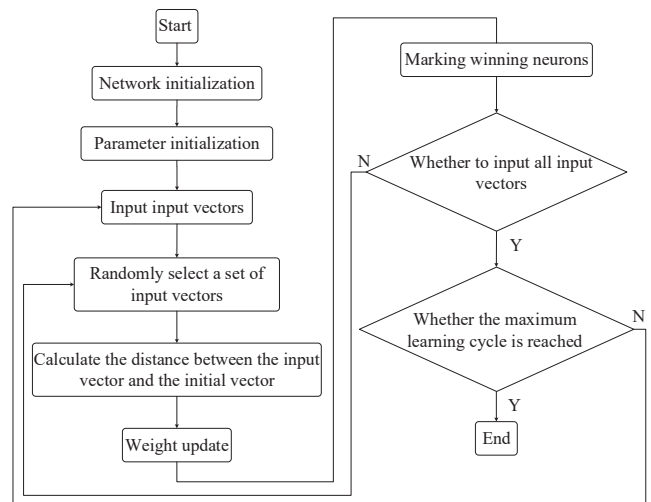 Start
Network initialization
Parameter initialization
Input input vectors
Randomly select a set of
input vectors
Calculate the distance between the input
vector and the initial vector
Weight update
Marking winning neurons
N
Whether to input all input
vectors
Y
N
Whether the maximum
learning cycle is reached
Y
End